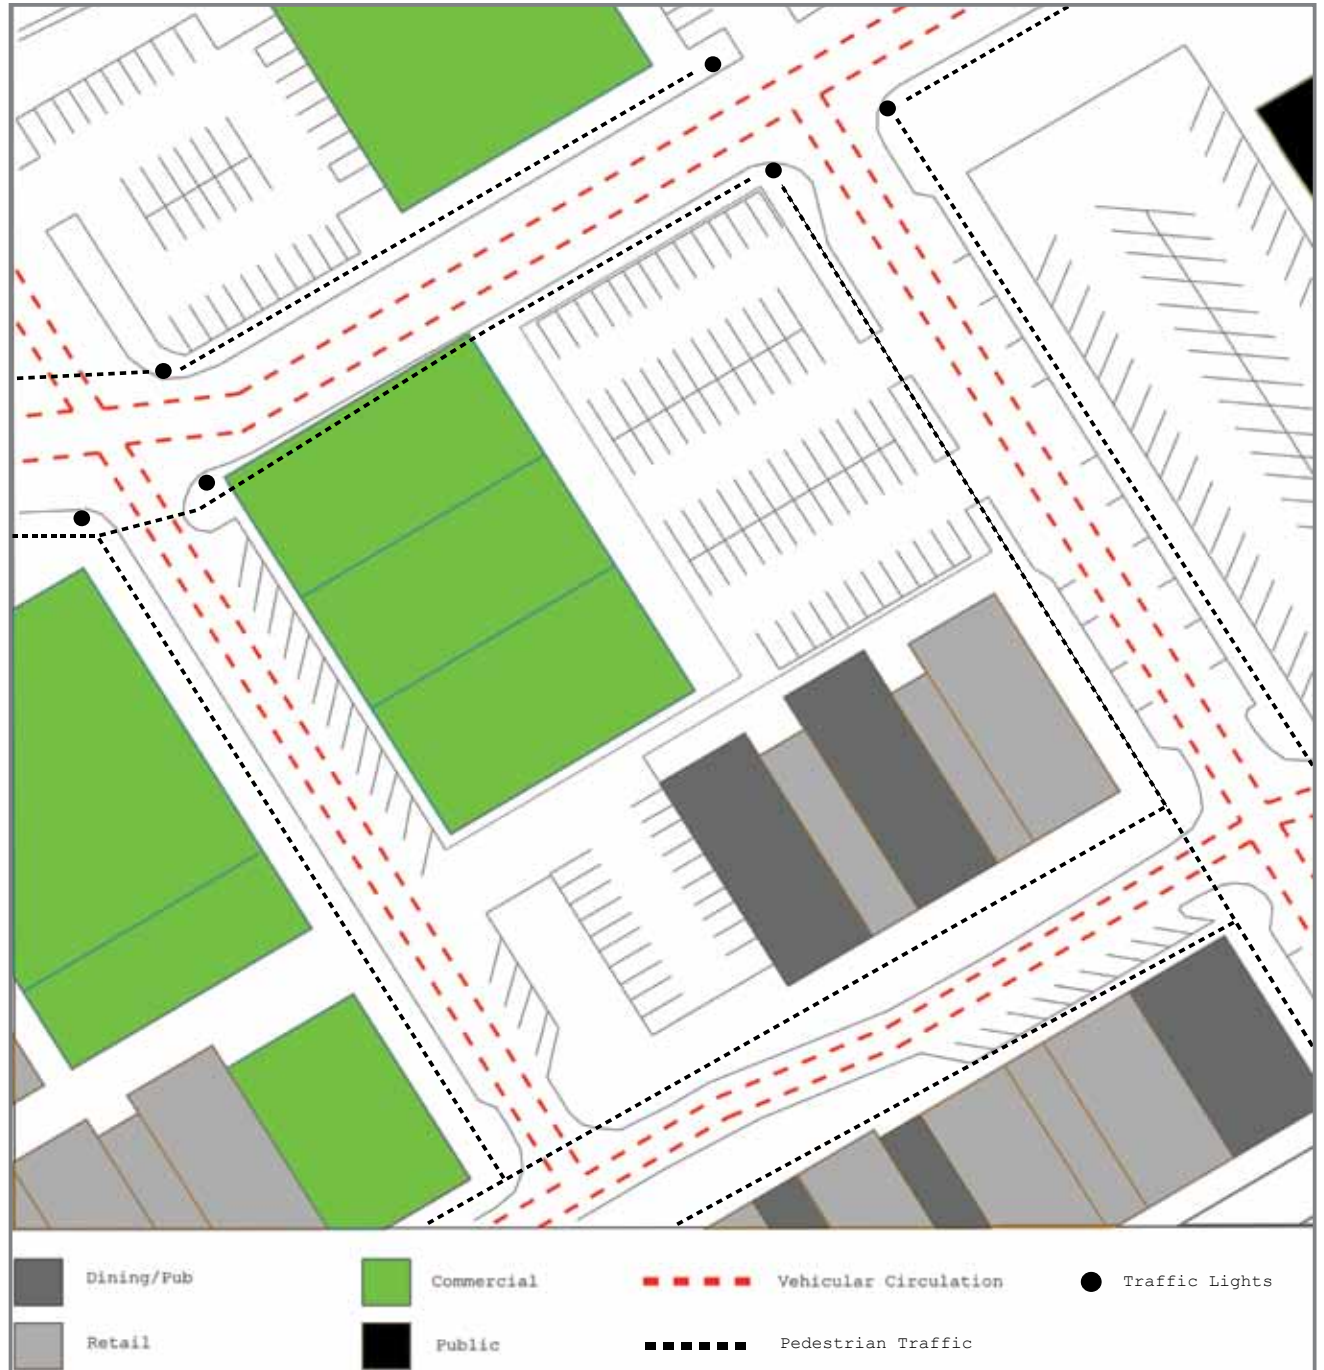 Dining/Pub
Commercial
Vehicular Circulation
Traffic Lights
Retail
Public
Pedestrian Traffic